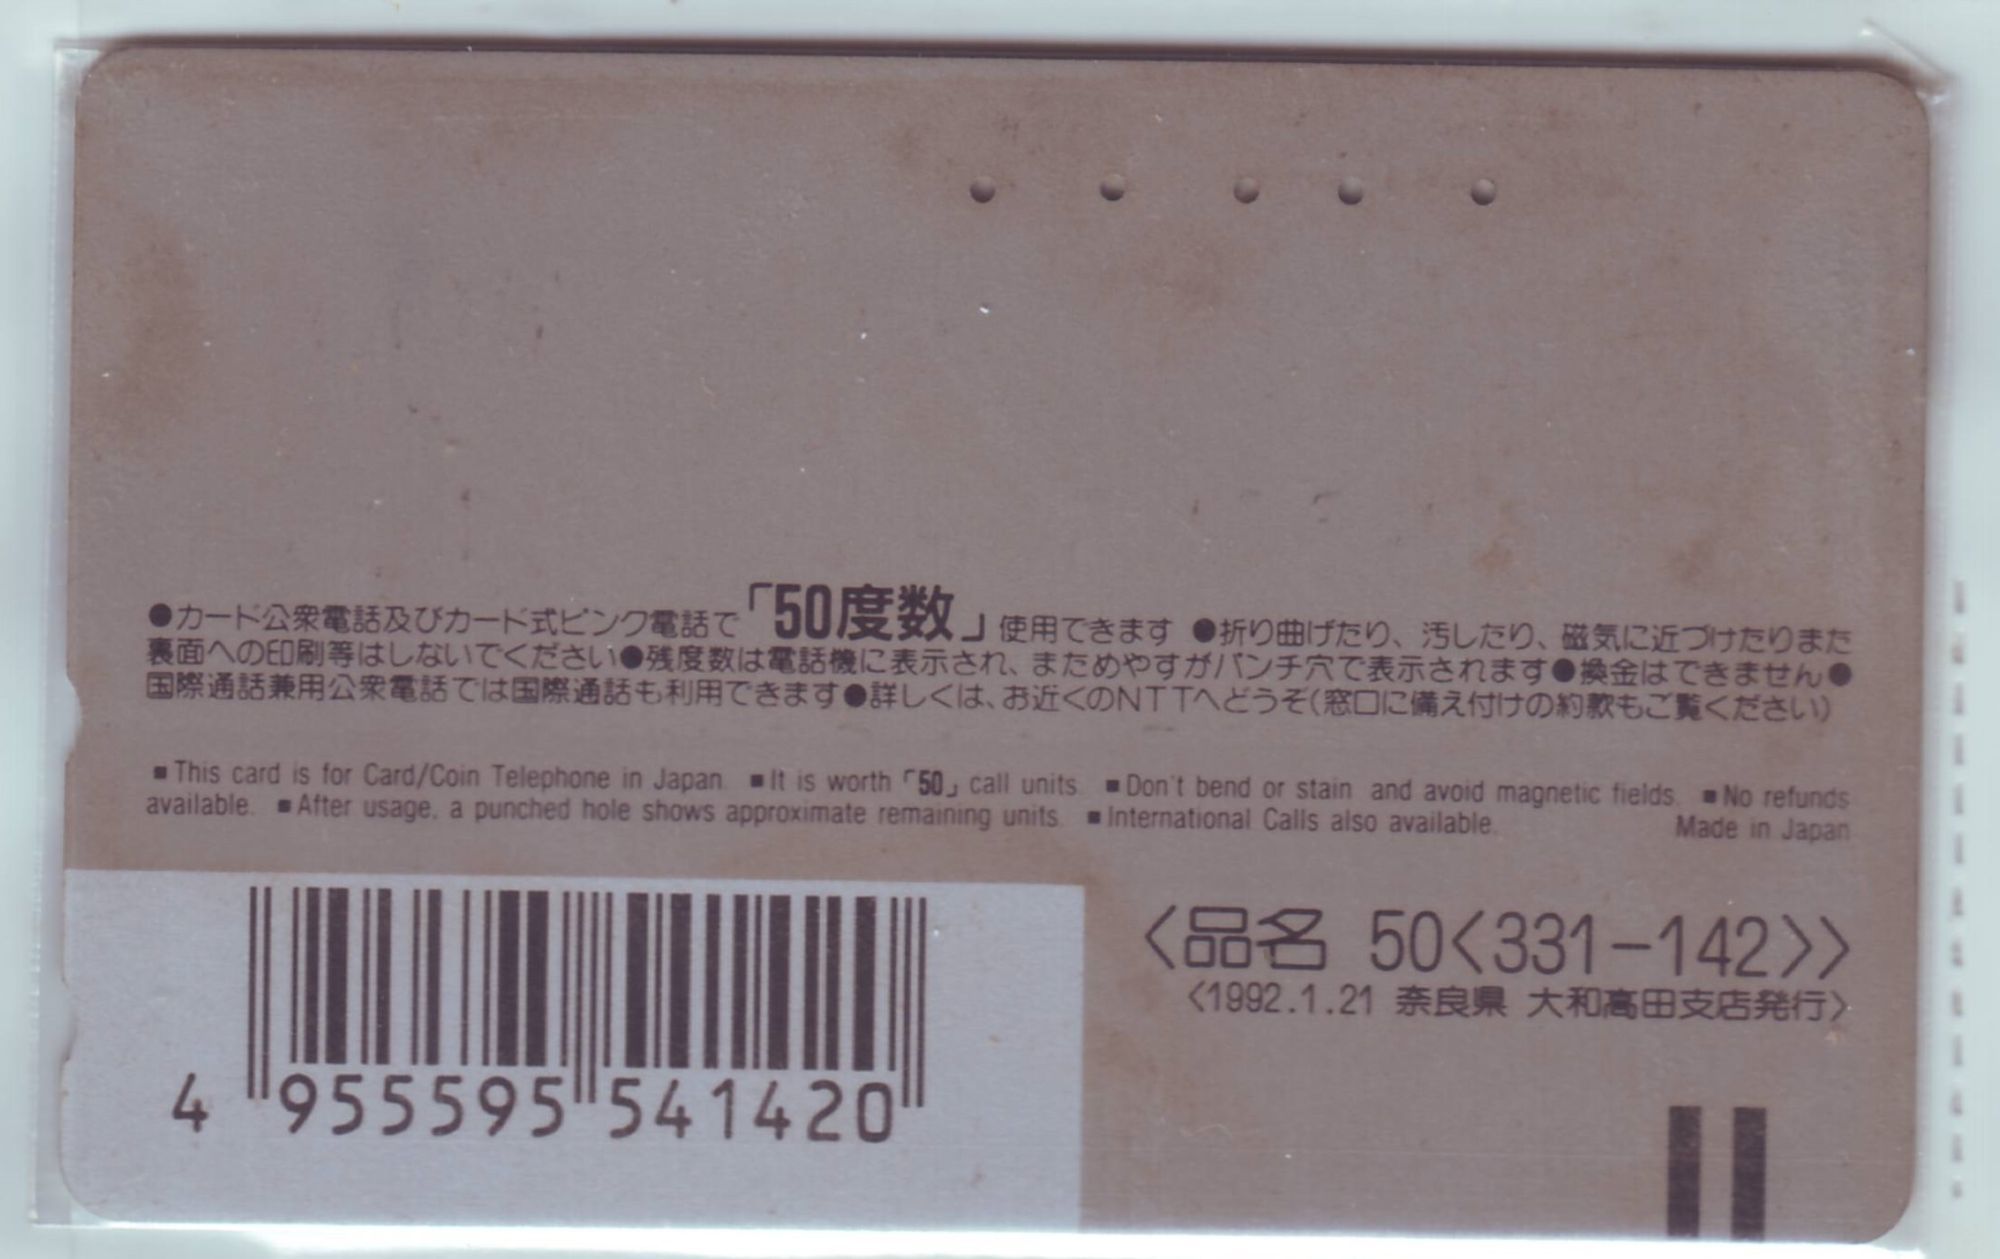 ●カード公衆電話及びカード式ピンク電話で「50度数」使用できます ●折り曲げたり、汚したり、磁気に近づけたりまた
裏面への印刷等はしないでください●残度数は電話機に表示され、まためやすがパンチ穴で表示されます●換金はできません●
国際通話兼用公衆電話では国際通話も利用できます●詳しくは、お近くのNTTへどうぞ(窓口に備え付けの約款もご覧ください)
■This card is for Card/Coin Telephone in Japan. ■It is worth「50」call units. ■Don't bend or stain and avoid magnetic fields. ■No refunds
available. ■After usage, a punched hole shows approximate remaining units. ■International Calls also available. Made in Japan
〈品名 50〈331-142〉〉
〈1992.1.21 奈良県 大和高田支店発行〉
4 955595 541420